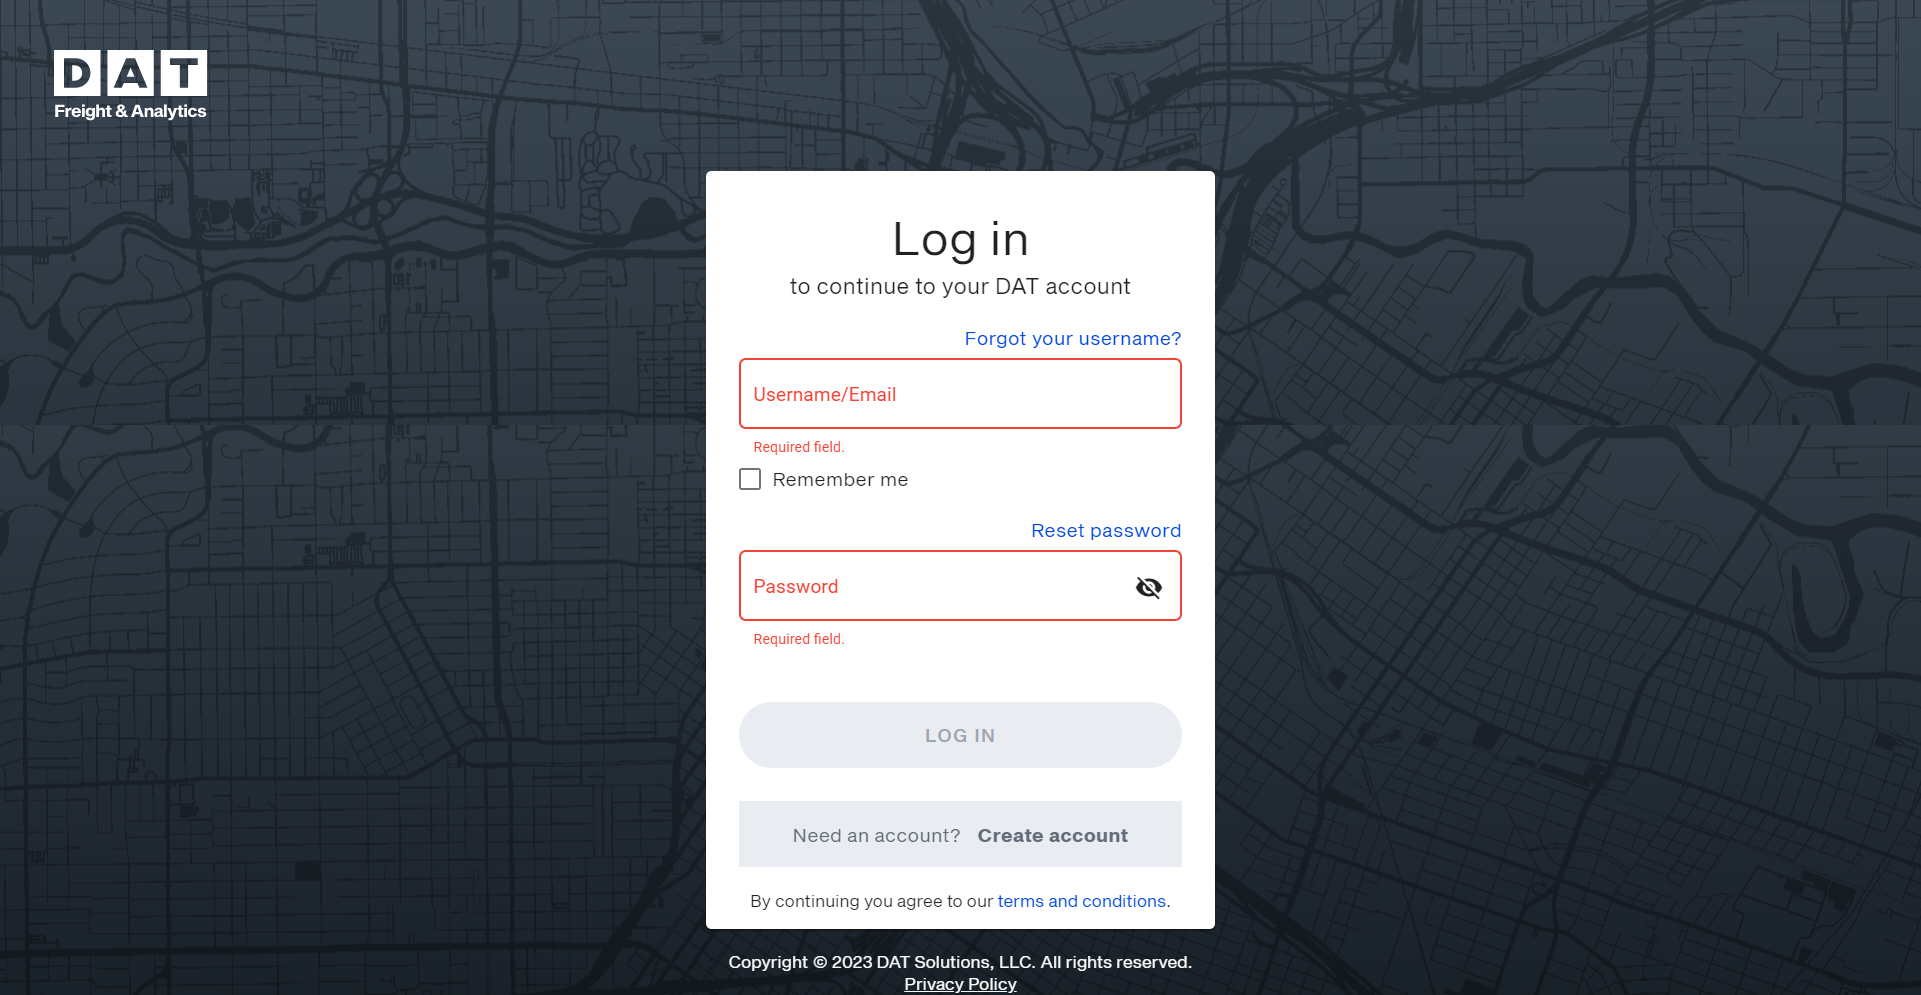 DAT
Freight & Analytics
Log in
to continue to your DAT account
Forgot your username?
Username/Email
Required field.
Remember me
Reset password
Password
Required field.
LOG IN
Need an account? Create account
By continuing you agree to our terms and conditions.
Copyright © 2023 DAT Solutions, LLC. All rights reserved.
Privacy Policy